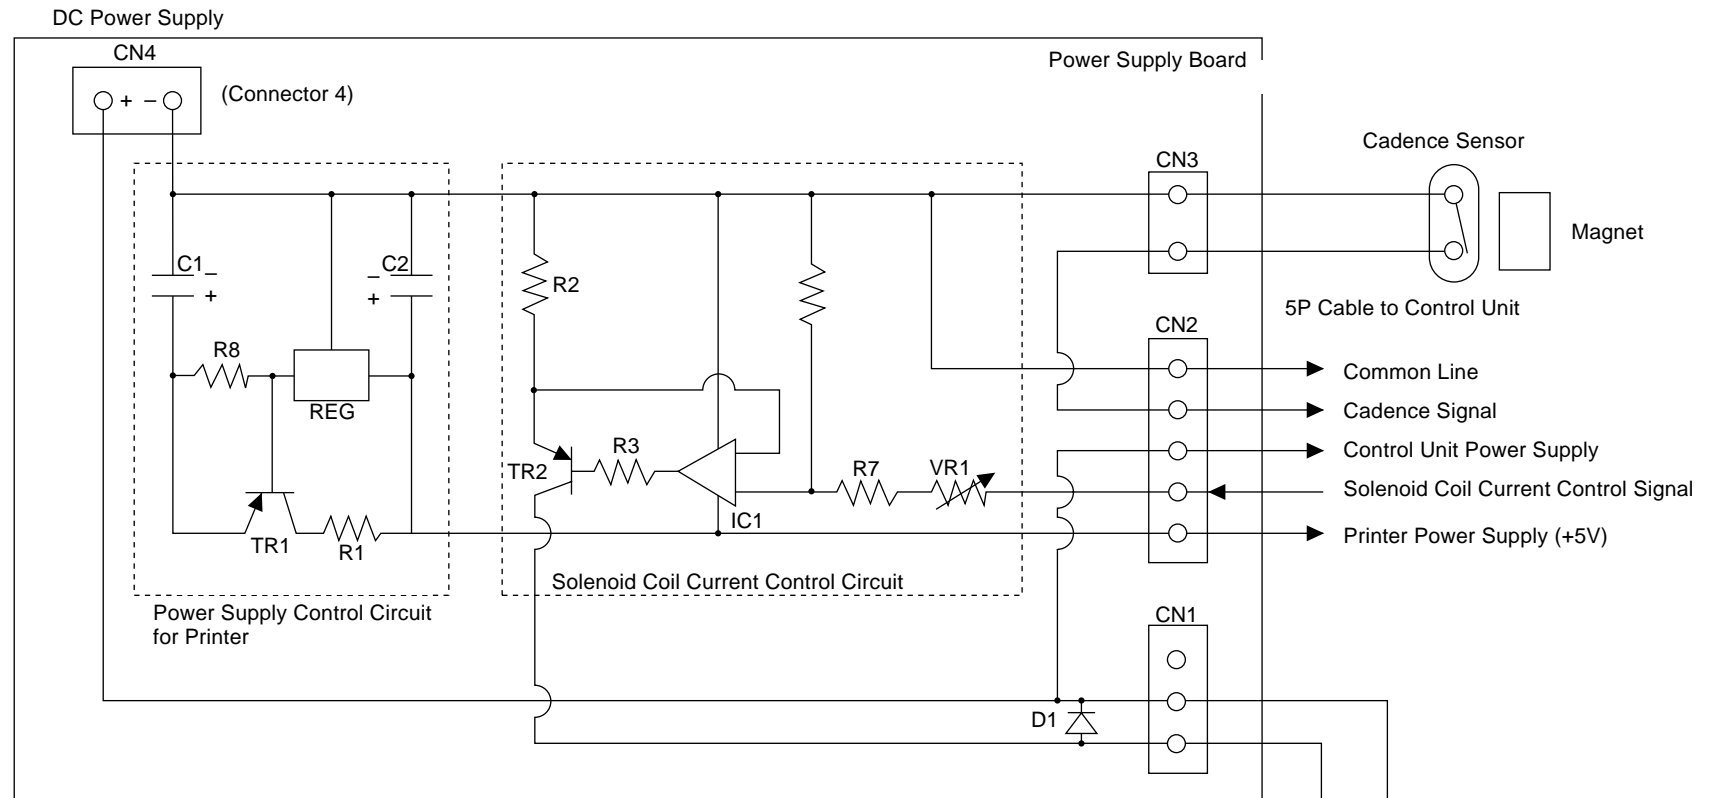 DC Power Supply
CN4
Power Supply Board
+ −
(Connector 4)
Cadence Sensor
CN3
Magnet
C1
−
+
−
+
C2
R2
5P Cable to Control Unit
CN2
R8
REG
Common Line
Cadence Signal
Control Unit Power Supply
Solenoid Coil Current Control Signal
Printer Power Supply (+5V)
TR2
R3
R7
VR1
IC1
TR1
R1
Solenoid Coil Current Control Circuit
Power Supply Control Circuit
for Printer
CN1
D1